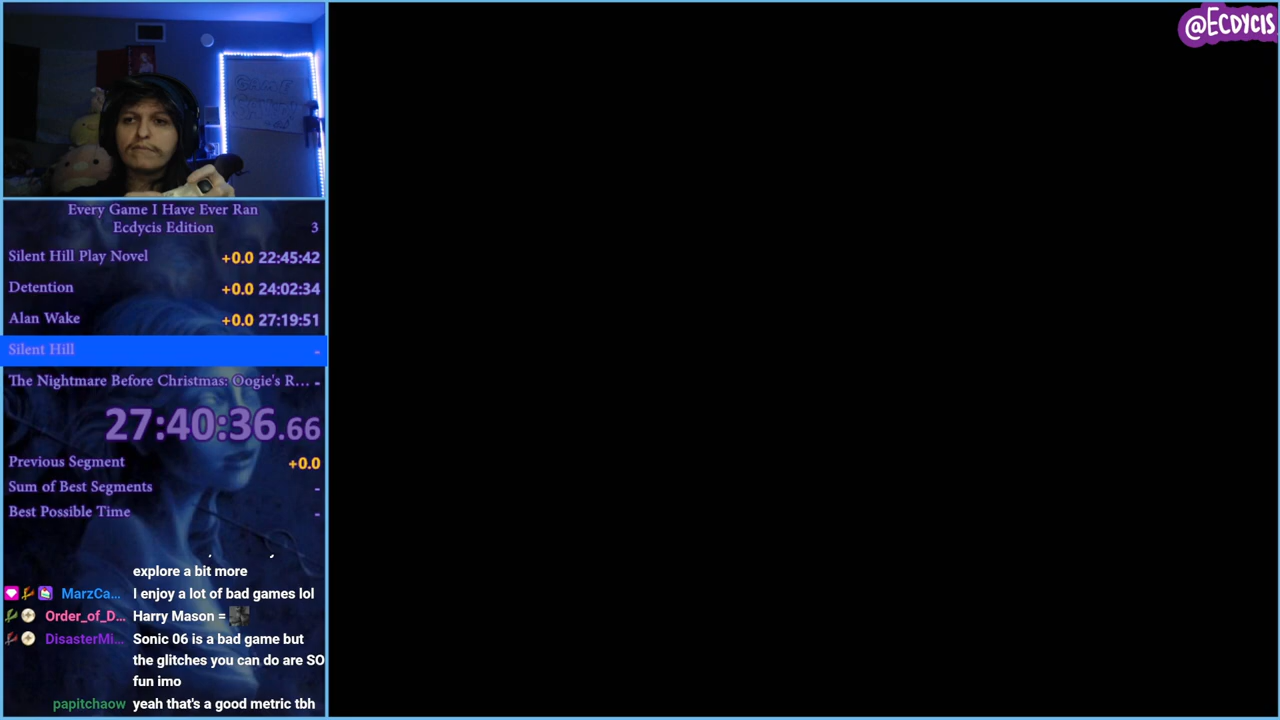 @ECDYCIS
GAME
Every Game I Have Ever Ran
Ecdycis Edition 3
Silent Hill Play Novel +0.0 22:45:42
Detention +0.0 24:02:34
Alan Wake +0.0 27:19:51
Silent Hill -
The Nightmare Before Christmas: Oogie's R... -
27:40:36.66
Previous Segment +0.0
Sum of Best Segments -
Best Possible Time -
explore a bit more
MarzCa... I enjoy a lot of bad games lol
Order_of_D... Harry Mason =
DisasterMi... Sonic 06 is a bad game but
the glitches you can do are SO
fun imo
papitchaow yeah that's a good metric tbh